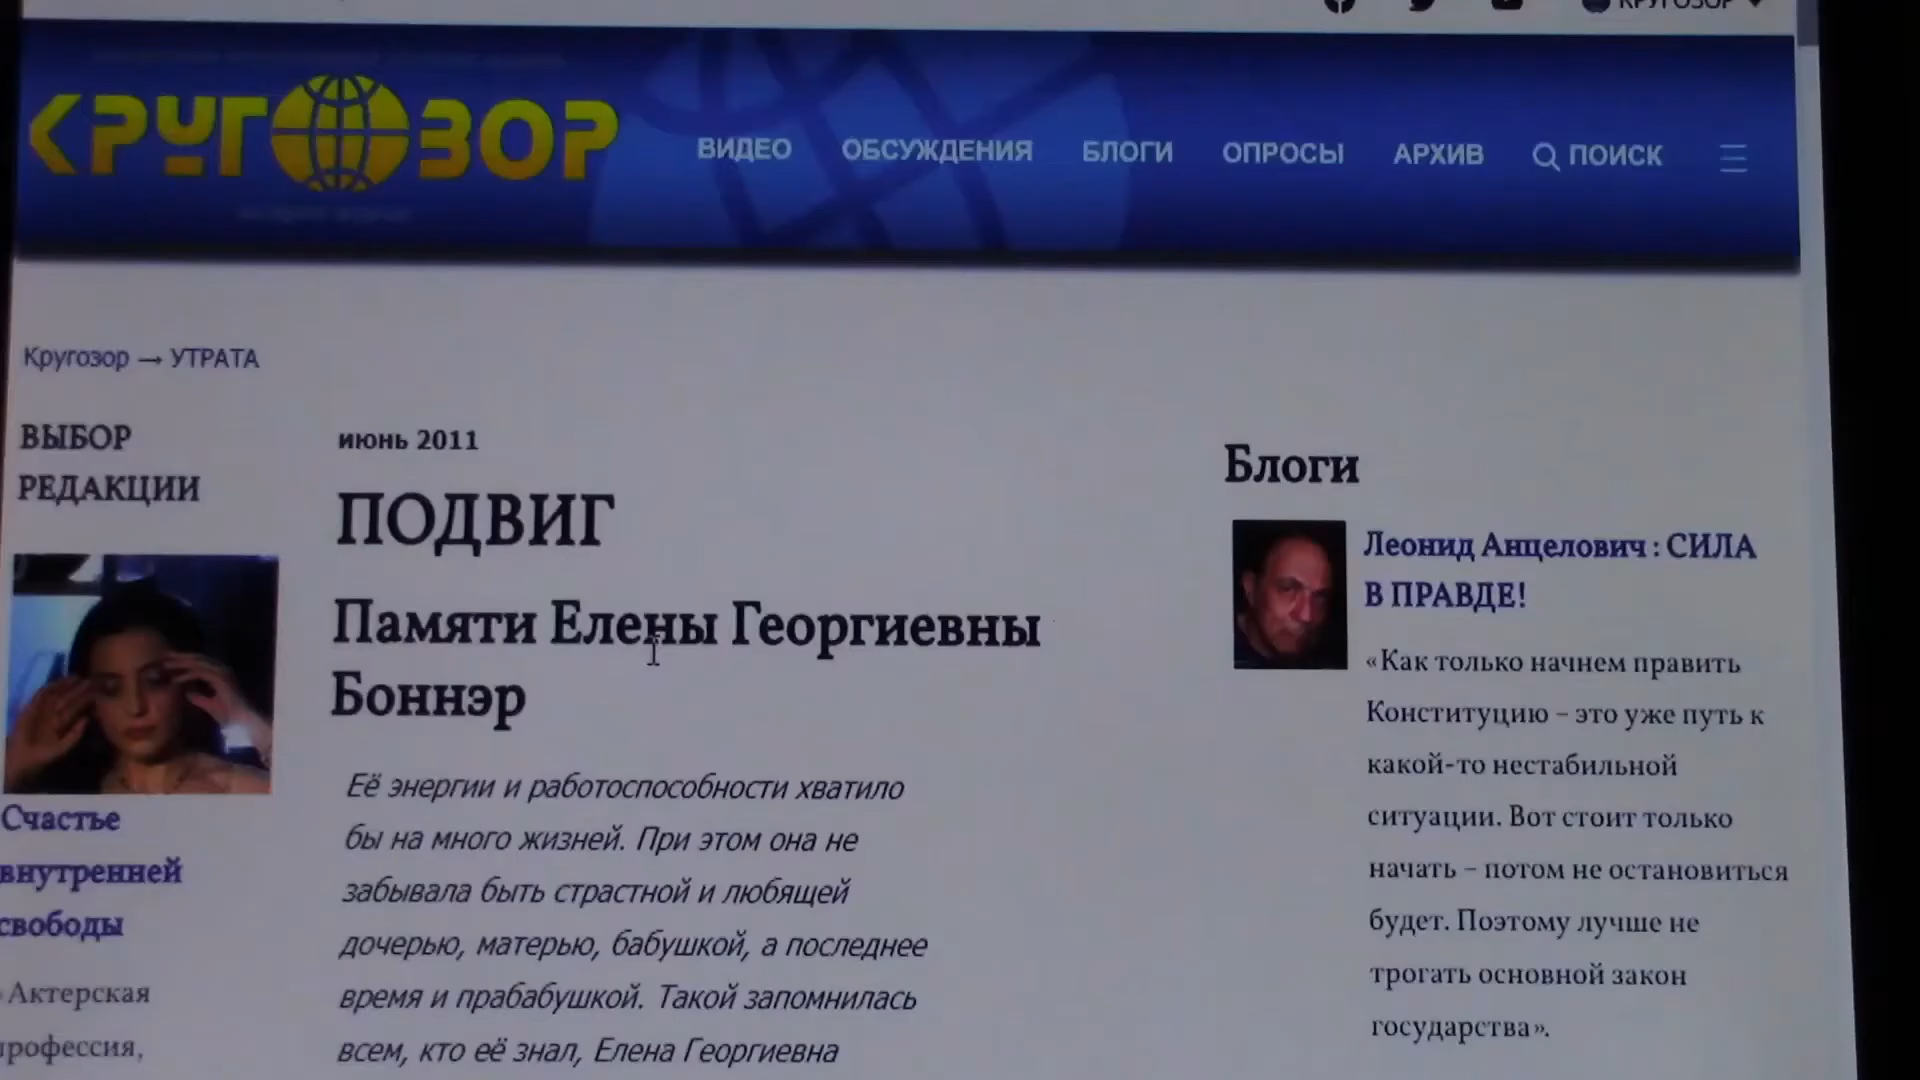 КРУГОЗОР
КРУГОЗОР
ВИДЕО ОБСУЖДЕНИЯ БЛОГИ ОПРОСЫ АРХИВ ПОИСК
Кругозор → УТРАТА
ВЫБОР
РЕДАКЦИИ
Счастье
внутренней
свободы
Актерская
профессия,
июнь 2011
ПОДВИГ
Памяти Елены Георгиевны
Боннэр
Её энергии и работоспособности хватило
бы на много жизней. При этом она не
забывала быть страстной и любящей
дочерью, матерью, бабушкой, а последнее
время и прабабушкой. Такой запомнилась
всем, кто её знал, Елена Георгиевна
Блоги
Леонид Анцелович : СИЛА
В ПРАВДЕ!
«Как только начнем править
Конституцию – это уже путь к
какой-то нестабильной
ситуации. Вот стоит только
начать – потом не остановиться
будет. Поэтому лучше не
трогать основной закон
государства».